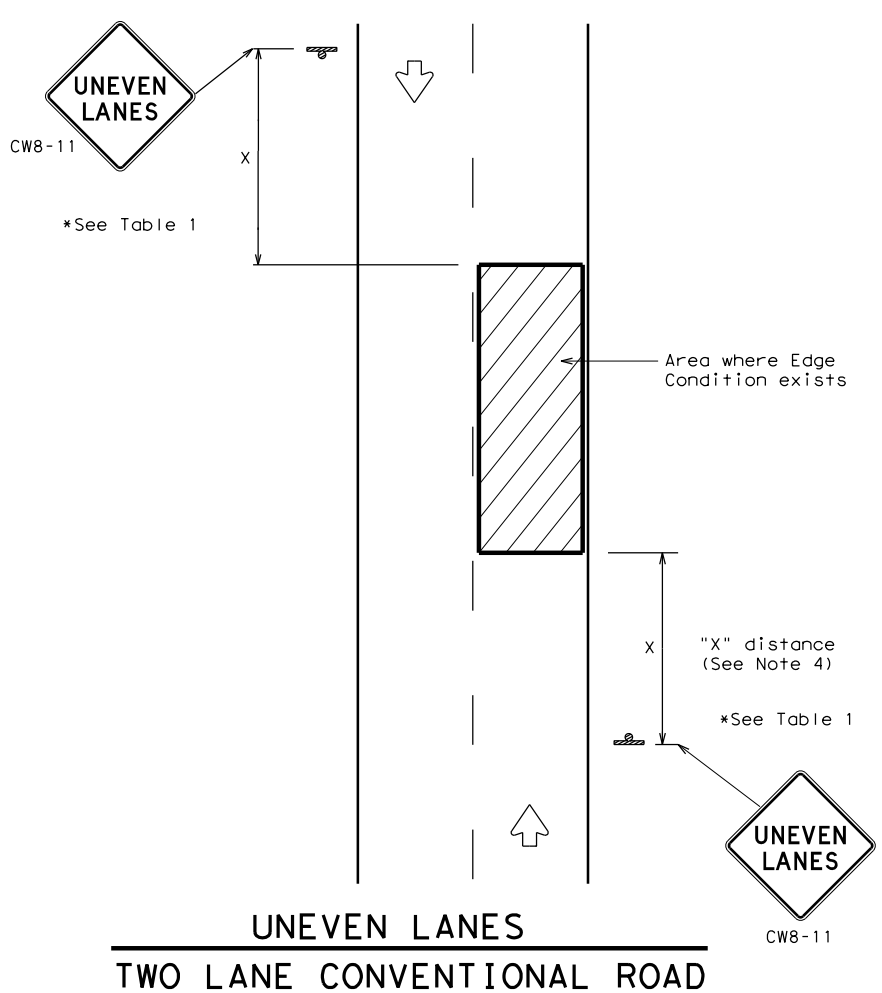 UNEVEN
LANES
CW8-11
X
*See Table 1
Area where Edge
Condition exists
X
"X" distance
(See Note 4)
*See Table 1
UNEVEN
LANES
CW8-11
UNEVEN LANES
TWO LANE CONVENTIONAL ROAD